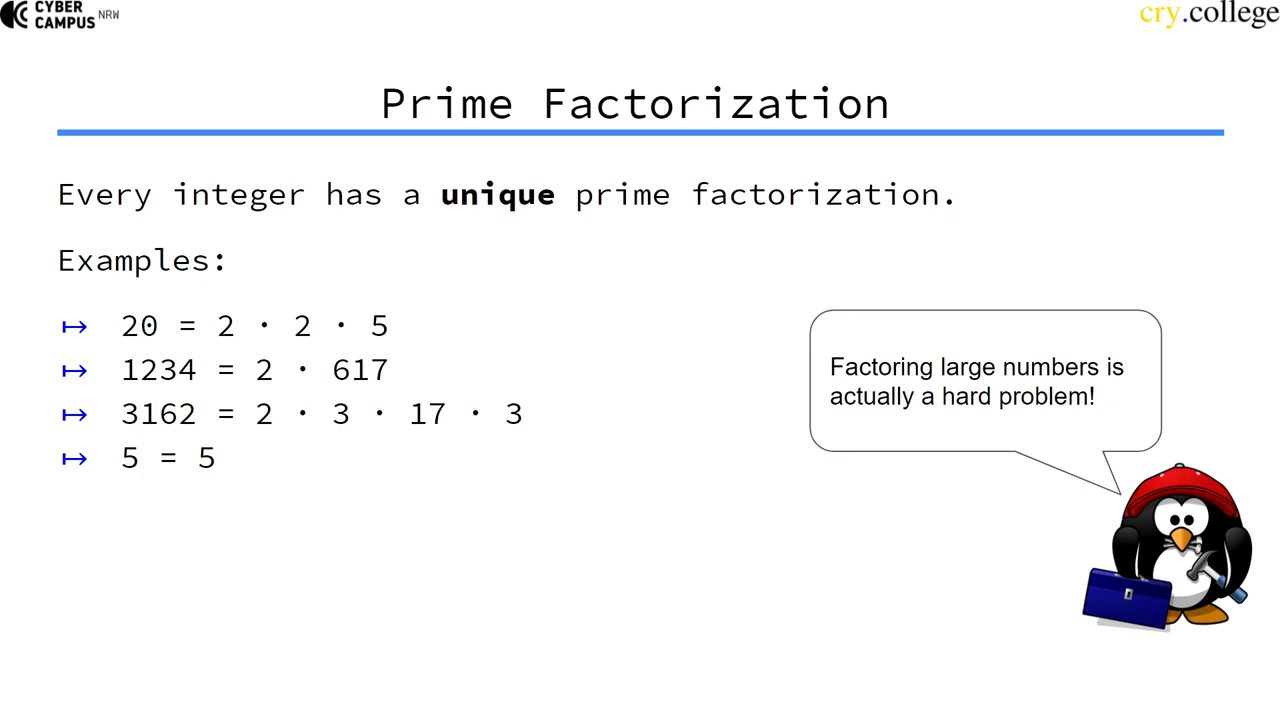 CYBER
CAMPUS NRW
cry.college
Prime Factorization
Every integer has a unique prime factorization.
Examples:
↦ 20 = 2 · 2 · 5
↦ 1234 = 2 · 617
↦ 3162 = 2 · 3 · 17 · 3
↦ 5 = 5
Factoring large numbers is
actually a hard problem!